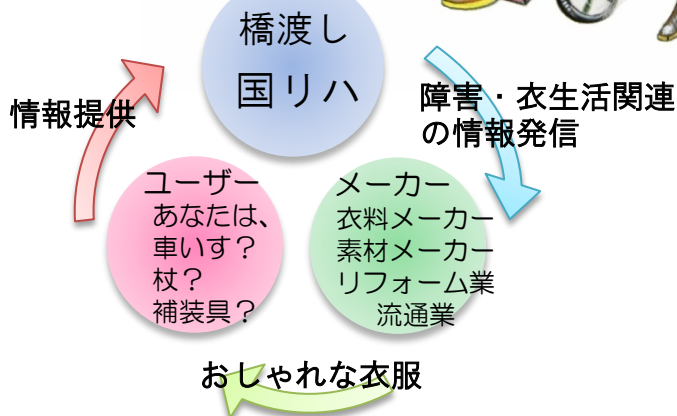 橋渡し
国リハ
情報提供
障害・衣生活関連
の情報発信
ユーザー
あなたは、
車いす？
杖？
補装具？
メーカー
衣料メーカー
素材メーカー
リフォーム業
流通業
おしゃれな衣服